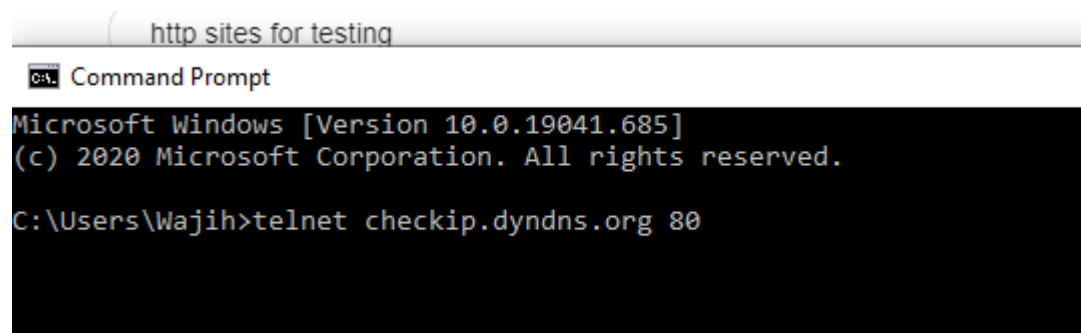 http sites for testing
Command Prompt
Microsoft Windows [Version 10.0.19041.685]
(c) 2020 Microsoft Corporation. All rights reserved.
C:\Users\Wajih>telnet checkip.dyndns.org 80